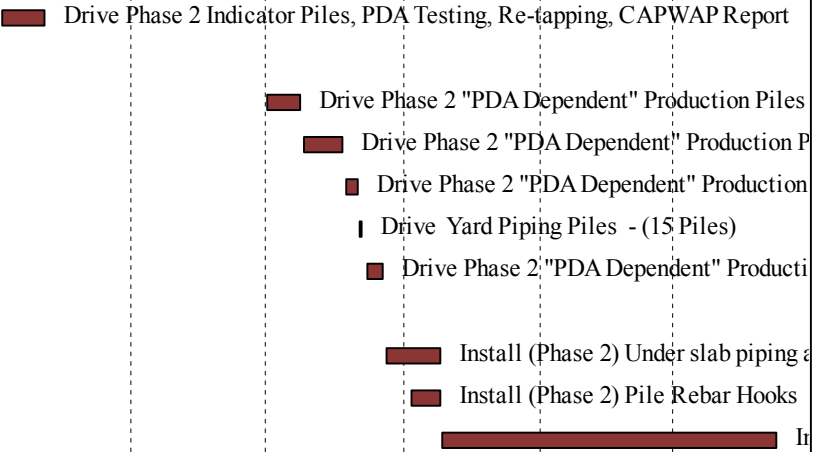 Drive Phase 2 Indicator Piles, PDA Testing, Re-tapping, CAPWAP Report
Drive Phase 2 "PDA Dependent" Production Piles
Drive Phase 2 "PDA Dependent" Production P
Drive Phase 2 "PDA Dependent" Production
Drive Yard Piping Piles - (15 Piles)
Drive Phase 2 "PDA Dependent" Producti
Install (Phase 2) Under slab piping a
Install (Phase 2) Pile Rebar Hooks